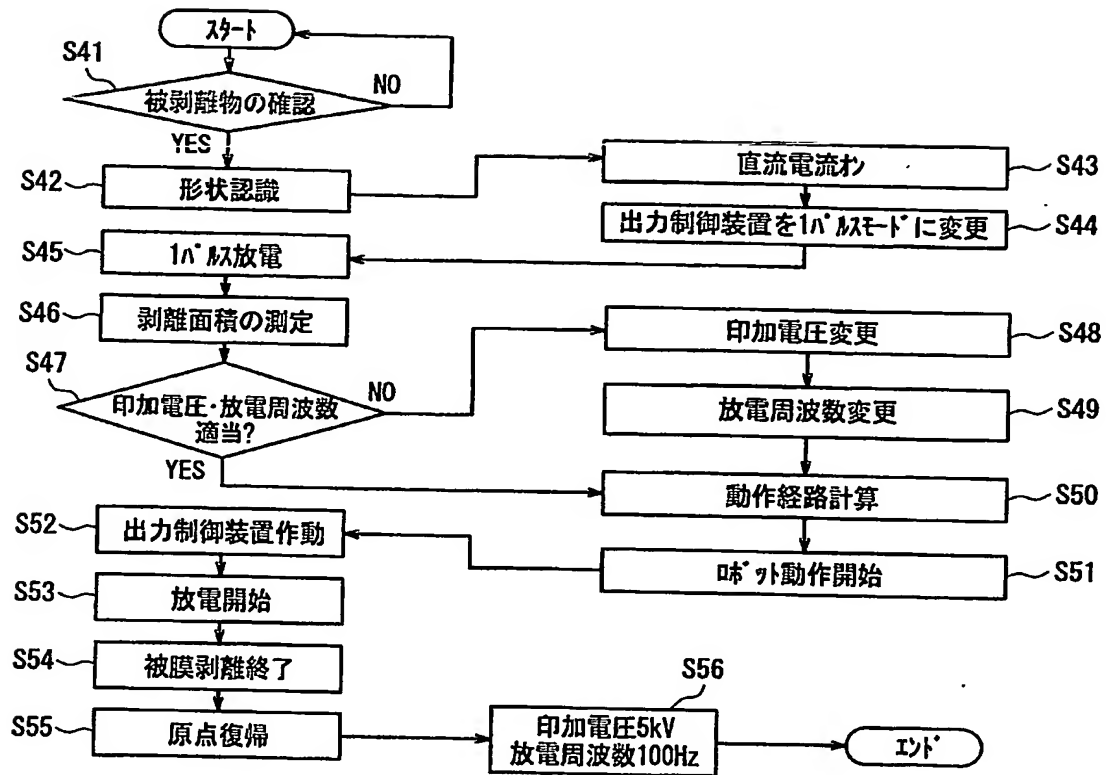 スタート
S41
被剥離物の確認
NO
YES
S42
形状認識
直流電流オン
S43
出力制御装置を1パルスモードに変更
S44
S45
1パルス放電
S46
剥離面積の測定
S47
印加電圧・放電周波数
適当?
NO
YES
印加電圧変更
S48
放電周波数変更
S49
動作経路計算
S50
ロボット動作開始
S51
S52
出力制御装置作動
S53
放電開始
S54
被膜剥離終了
S55
原点復帰
S56
印加電圧5kV
放電周波数100Hz
エンド